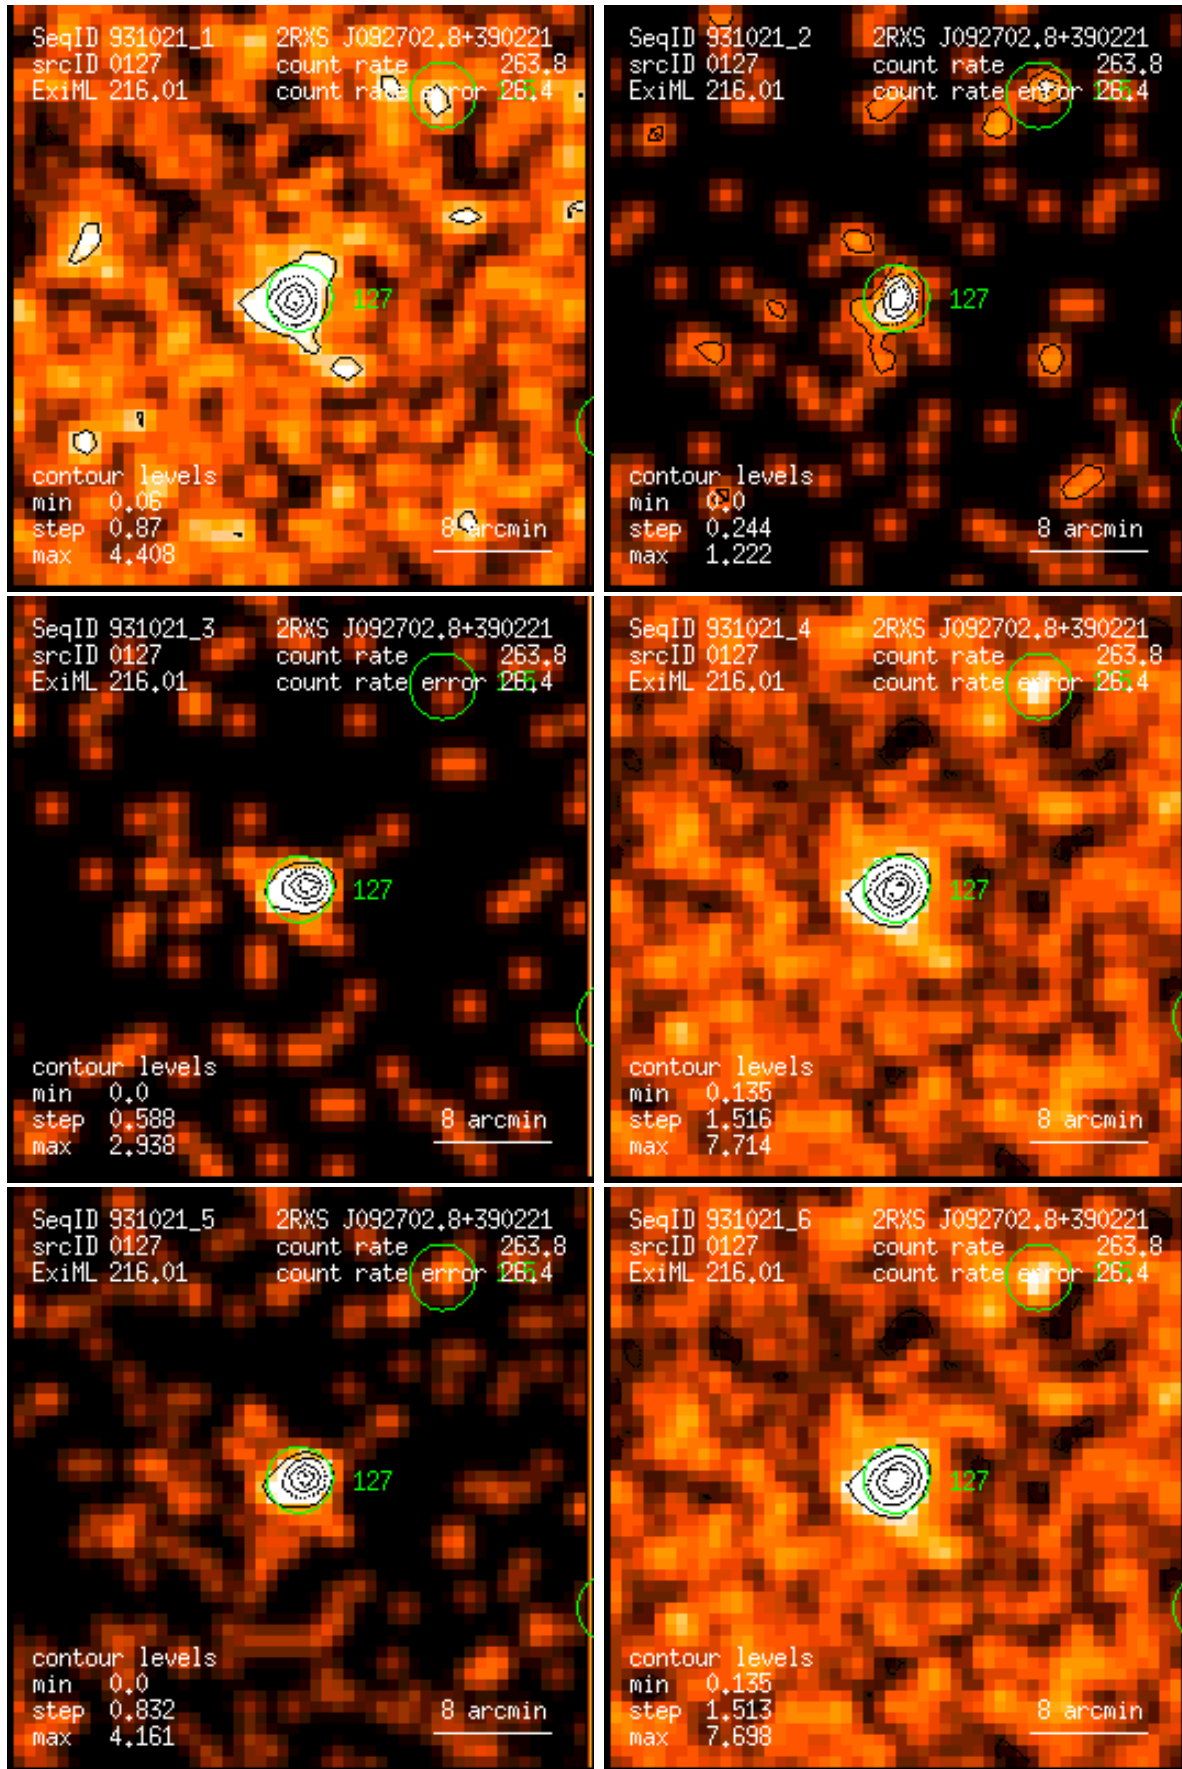 SeqID 931021_1 2RXS J092702.8+390221
srcID 0127 count rate 263.8
ExiML 216.01 count rate error 26.4
127
contour levels
min 0.06
step 0.87 8 arcmin
max 4.408
SeqID 931021_2 2RXS J092702.8+390221
srcID 0127 count rate 263.8
ExiML 216.01 count rate error 26.4
127
contour levels
min 0.0
step 0.244 8 arcmin
max 1.222
SeqID 931021_3 2RXS J092702.8+390221
srcID 0127 count rate 263.8
ExiML 216.01 count rate error 26.4
127
contour levels
min 0.0
step 0.588 8 arcmin
max 2.938
SeqID 931021_4 2RXS J092702.8+390221
srcID 0127 count rate 263.8
ExiML 216.01 count rate error 26.4
127
contour levels
min 0.135
step 1.516 8 arcmin
max 7.714
SeqID 931021_5 2RXS J092702.8+390221
srcID 0127 count rate 263.8
ExiML 216.01 count rate error 26.4
127
contour levels
min 0.0
step 0.832 8 arcmin
max 4.161
SeqID 931021_6 2RXS J092702.8+390221
srcID 0127 count rate 263.8
ExiML 216.01 count rate error 26.4
127
contour levels
min 0.135
step 1.513 8 arcmin
max 7.698